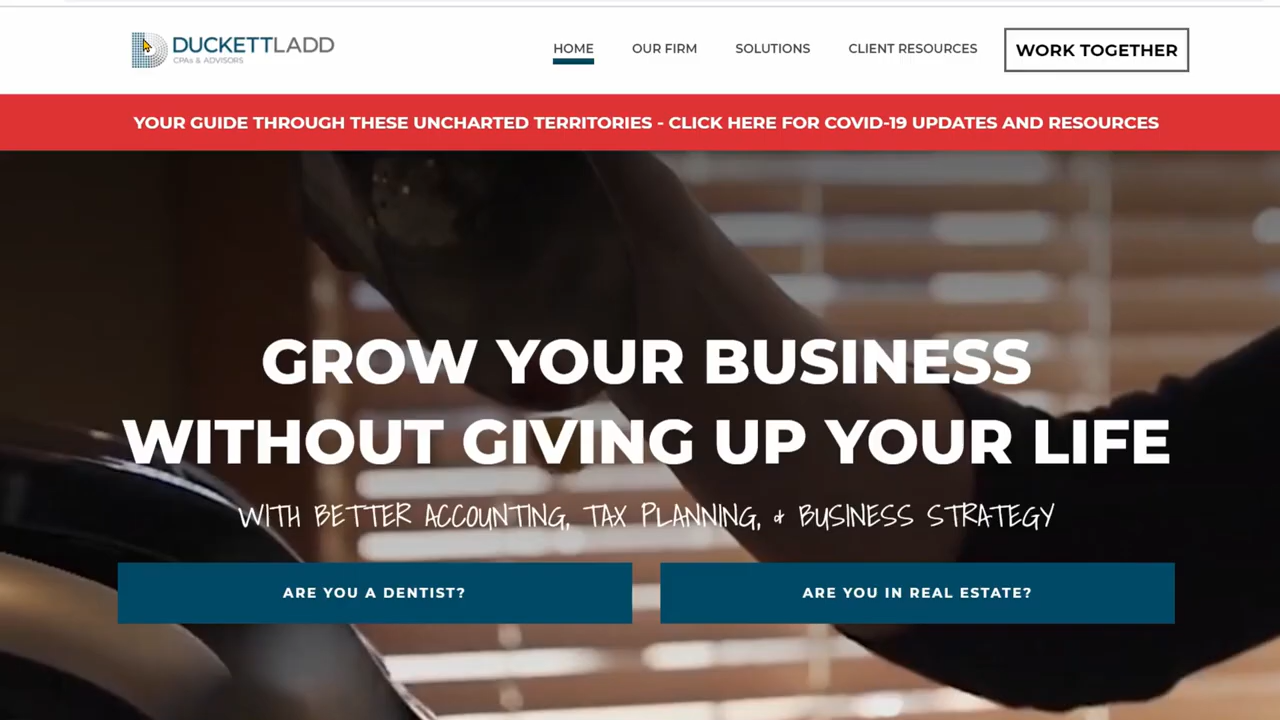 DUCKETTLADD
CPAs & ADVISORS
HOME OUR FIRM SOLUTIONS CLIENT RESOURCES WORK TOGETHER
YOUR GUIDE THROUGH THESE UNCHARTED TERRITORIES - CLICK HERE FOR COVID-19 UPDATES AND RESOURCES
GROW YOUR BUSINESS
WITHOUT GIVING UP YOUR LIFE
WITH BETTER ACCOUNTING, TAX PLANNING, & BUSINESS STRATEGY
ARE YOU A DENTIST? ARE YOU IN REAL ESTATE?